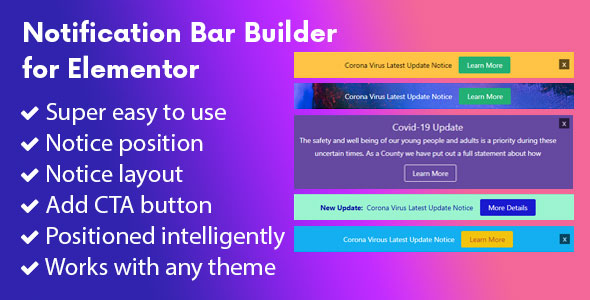 Notification Bar Builder
for Elementor
Super easy to use
Notice position
Notice layout
Add CTA button
Positioned intelligently
Works with any theme
Corona Virus Latest Update Notice Learn More X
Corona Virus Latest Update Notice Learn More
X
Covid-19 Update
The safety and well being of our young people and adults is a priority during these
uncertain times. As a County we have put out a full statement about how
Learn More
New Update: Corona Virus Latest Update Notice More Details
Corona Virous Latest Update Notice Learn More X